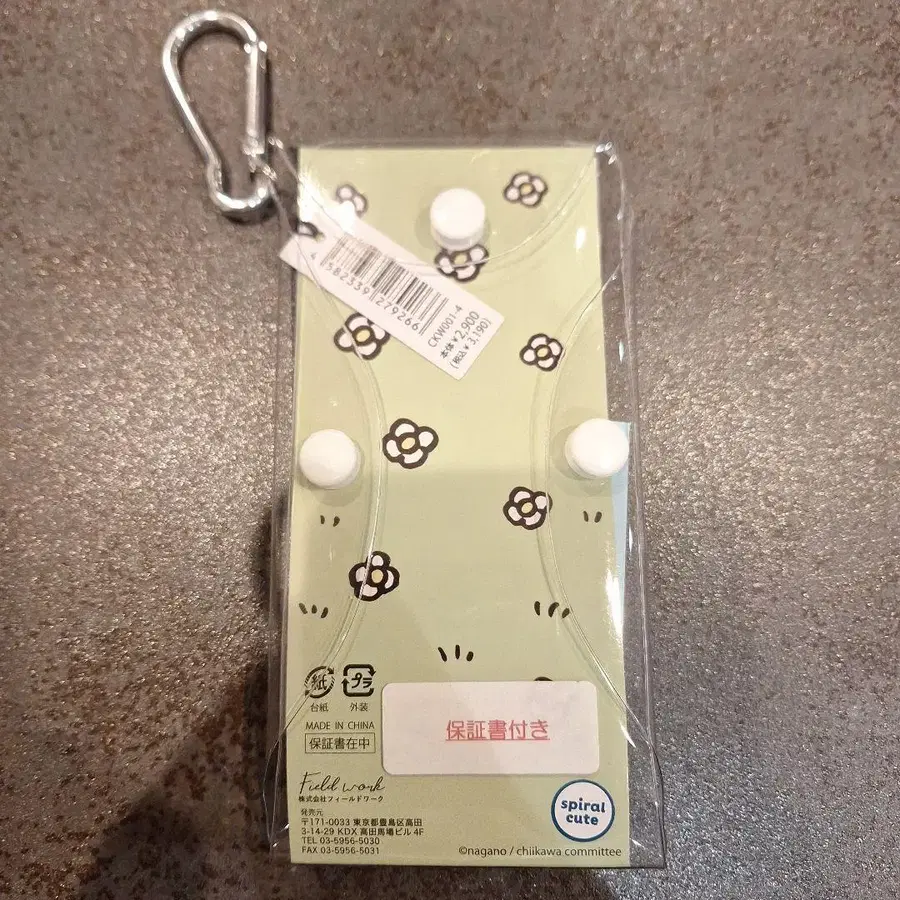 4 582339 279266
CKW001-4
本体￥2,900
(税込￥3,190)
紙
プラ
台紙
外装
MADE IN CHINA
保証書在中
保証書付き
Field work
株式会社フィールドワーク
発売元
〒171-0033 東京都豊島区高田
3-14-29 KDX 高田馬場ビル 4F
TEL 03-5956-5030
FAX 03-5956-5031
spiral
cute
©nagano / chiikawa committee